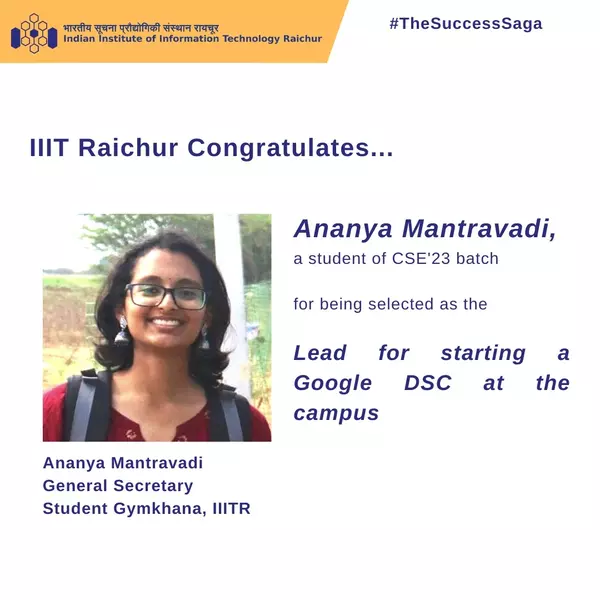 भारतीय सूचना प्रौद्योगिकी संस्थान रायचूर
Indian Institute of Information Technology Raichur
#TheSuccessSaga
IIIT Raichur Congratulates...
Ananya Mantravadi,
a student of CSE'23 batch
for being selected as the
Lead for starting a
Google DSC at the
campus
Ananya Mantravadi
General Secretary
Student Gymkhana, IIITR